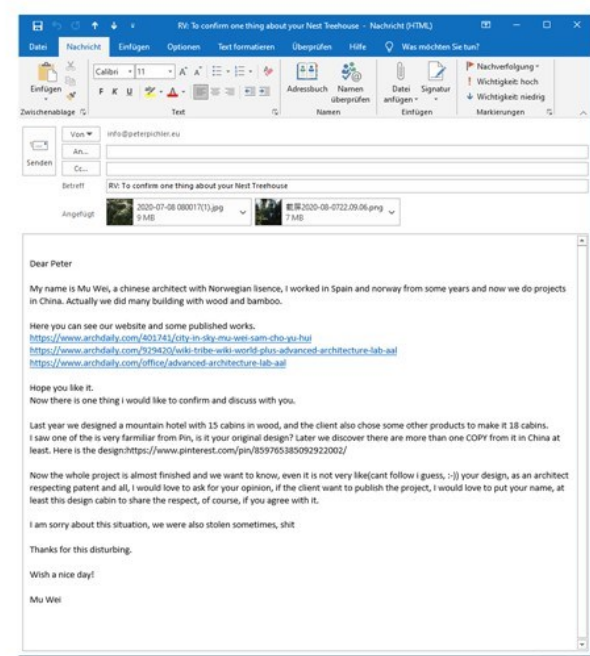 RV: To confirm one thing about your Nest Treehouse - Nachricht (HTML)
Datei Nachricht Einfügen Optionen Text formatieren Überprüfen Hilfe Was möchten Sie tun?
Einfügen
Calibri 11
F K U
Adressbuch Namen überprüfen
Datei anfügen Signatur
Nachverfolgung
Wichtigkeit: hoch
Wichtigkeit: niedrig
Zwischenablage Text Namen Einfügen Markierungen
Senden
Von info@peterpichler.eu
An...
Cc...
Betreff RV: To confirm one thing about your Nest Treehouse
Angefügt 2020-07-08 080017(1).jpg 9 MB 截屏2020-08-0722.09.06.png 7 MB
Dear Peter
My name is Mu Wei, a chinese architect with Norwegian lisence, I worked in Spain and norway from some years and now we do projects
in China. Actually we did many building with wood and bamboo.
Here you can see our website and some published works.
https://www.archdaily.com/401741/city-in-sky-mu-wei-sam-cho-yu-hui
https://www.archdaily.com/929420/wiki-tribe-wiki-world-plus-advanced-architecture-lab-aal
https://www.archdaily.com/office/advanced-architecture-lab-aal
Hope you like it.
Now there is one thing i would like to confirm and discuss with you.
Last year we designed a mountain hotel with 15 cabins in wood, and the client also chose some other products to make it 18 cabins.
I saw one of the is very farmiliar from Pin, is it your original design? Later we discover there are more than one COPY from it in China at
least. Here is the design:https://www.pinterest.com/pin/859765385092922002/
Now the whole project is almost finished and we want to know, even it is not very like(cant follow i guess, :-)) your design, as an architect
respecting patent and all, I would love to ask for your opinion, if the client want to publish the project, I would love to put your name, at
least this design cabin to share the respect, of course, if you agree with it.
I am sorry about this situation, we were also stolen sometimes, shit
Thanks for this disturbing.
Wish a nice day!
Mu Wei